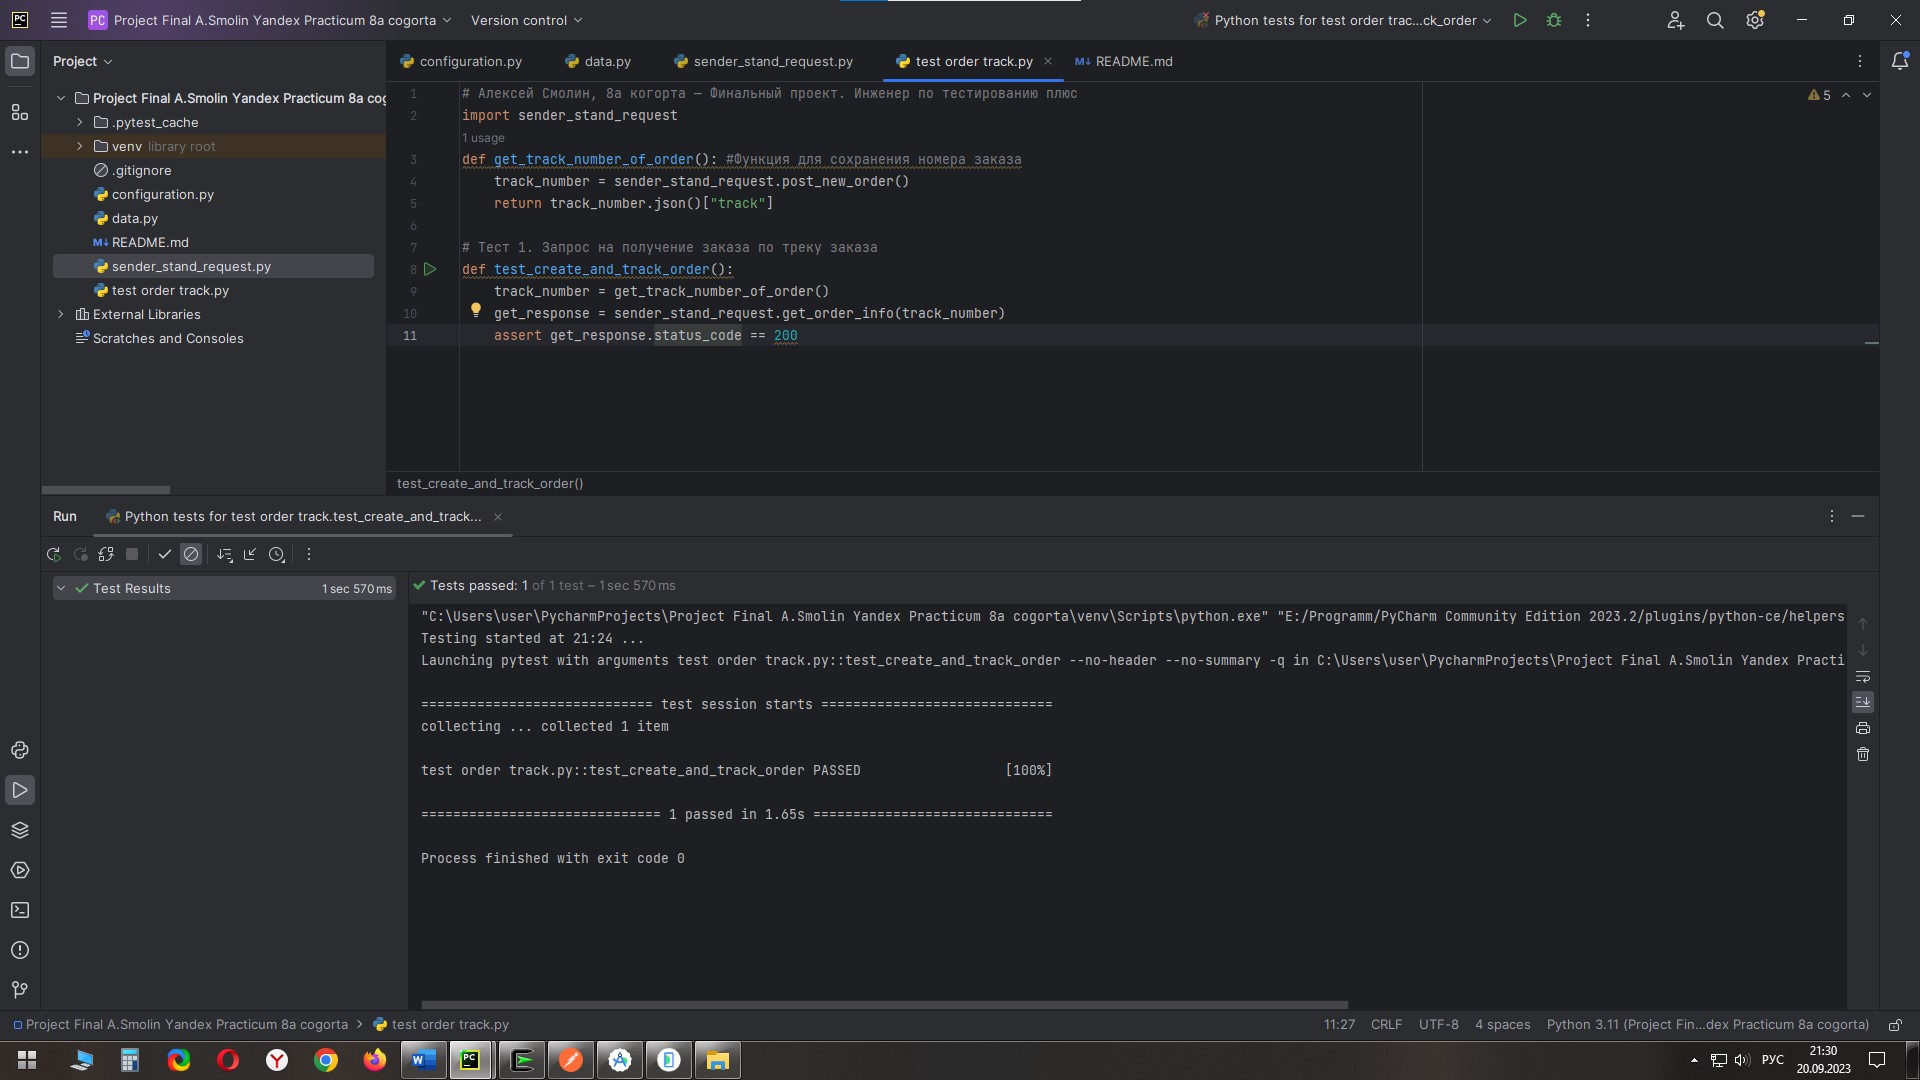 PC
PC Project Final A.Smolin Yandex Practicum 8a cogorta Version control Python tests for test order trac...ck_order
Project
Project Final A.Smolin Yandex Practicum 8a cog
.pytest_cache
venv library root
.gitignore
configuration.py
data.py
M↓ README.md
sender_stand_request.py
test order track.py
External Libraries
Scratches and Consoles
configuration.py data.py sender_stand_request.py test order track.py M↓ README.md
5
1 # Алексей Смолин, 8а когорта — Финальный проект. Инженер по тестированию плюс
2 import sender_stand_request
1 usage
3 def get_track_number_of_order(): #Функция для сохранения номера заказа
4 track_number = sender_stand_request.post_new_order()
5 return track_number.json()["track"]
6
7 # Тест 1. Запрос на получение заказа по треку заказа
8 def test_create_and_track_order():
9 track_number = get_track_number_of_order()
10 get_response = sender_stand_request.get_order_info(track_number)
11 assert get_response.status_code == 200
test_create_and_track_order()
Run Python tests for test order track.test_create_and_track...
Test Results 1 sec 570 ms
Tests passed: 1 of 1 test – 1 sec 570 ms
"C:\Users\user\PycharmProjects\Project Final A.Smolin Yandex Practicum 8a cogorta\venv\Scripts\python.exe" "E:/Programm/PyCharm Community Edition 2023.2/plugins/python-ce/helpers
Testing started at 21:24 ...
Launching pytest with arguments test order track.py::test_create_and_track_order --no-header --no-summary -q in C:\Users\user\PycharmProjects\Project Final A.Smolin Yandex Practi
============================= test session starts =============================
collecting ... collected 1 item
test order track.py::test_create_and_track_order PASSED [100%]
============================== 1 passed in 1.65s ==============================
Process finished with exit code 0
Project Final A.Smolin Yandex Practicum 8a cogorta > test order track.py 11:27 CRLF UTF-8 4 spaces Python 3.11 (Project Fin...dex Practicum 8a cogorta)
W PC РУС 21:30
20.09.2023